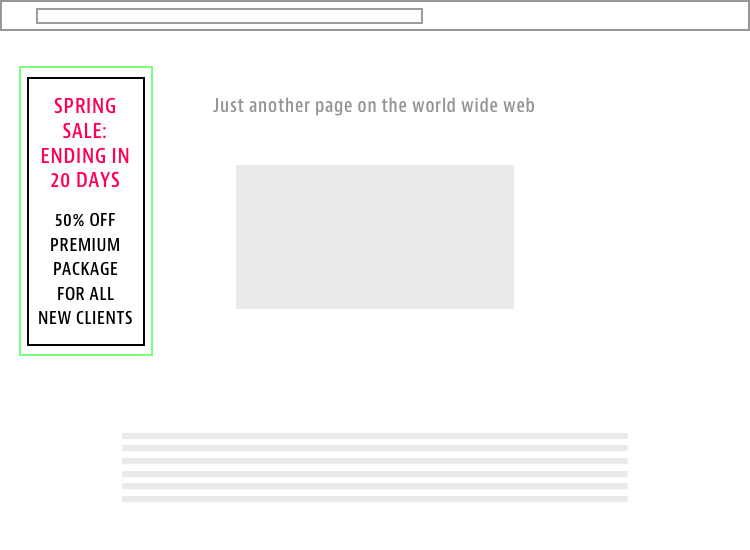 SPRING
SALE:
ENDING IN
20 DAYS
50% OFF
PREMIUM
PACKAGE
FOR ALL
NEW CLIENTS
Just another page on the world wide web